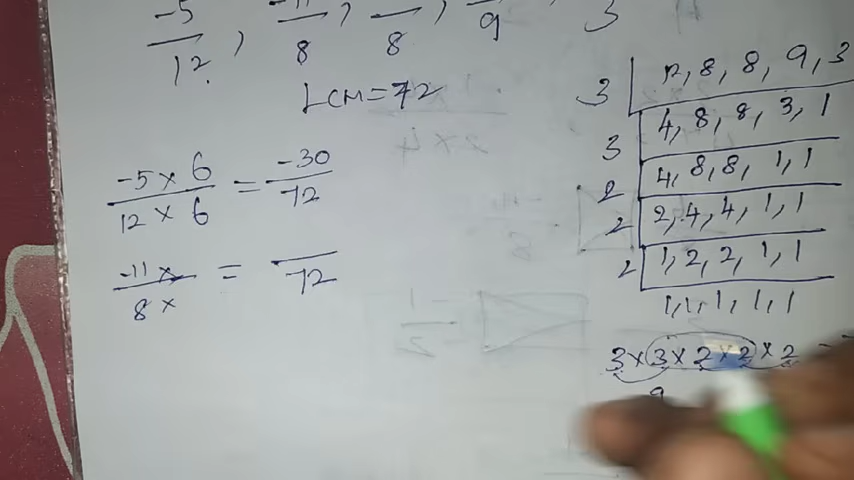 -5/12, -11/8, /8, /9, 3
LCM = 72
-5 × 6 / 12 × 6 = -30 / 72
-11 × / 8 × = / 72
3 | 12, 8, 8, 9, 3
3 | 4, 8, 8, 3, 1
2 | 4, 8, 8, 1, 1
2 | 2, 4, 4, 1, 1
2 | 1, 2, 2, 1, 1
1, 1, 1, 1, 1
3 × 3 × 2 × 2 × 2 =
9